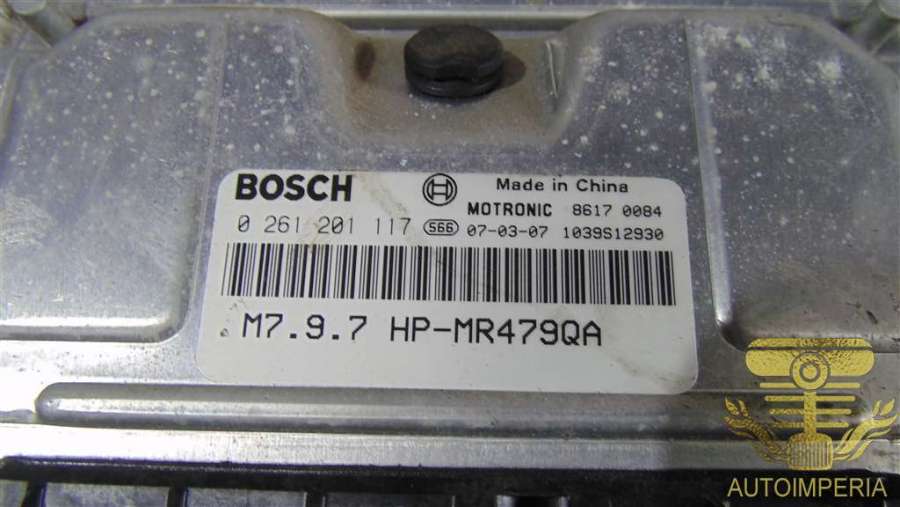 BOSCH Made in China
MOTRONIC 8617 0084
0 261 201 117 566 07-03-07 1039S12930
M7.9.7 HP-MR479QA
AUTOIMPERIA